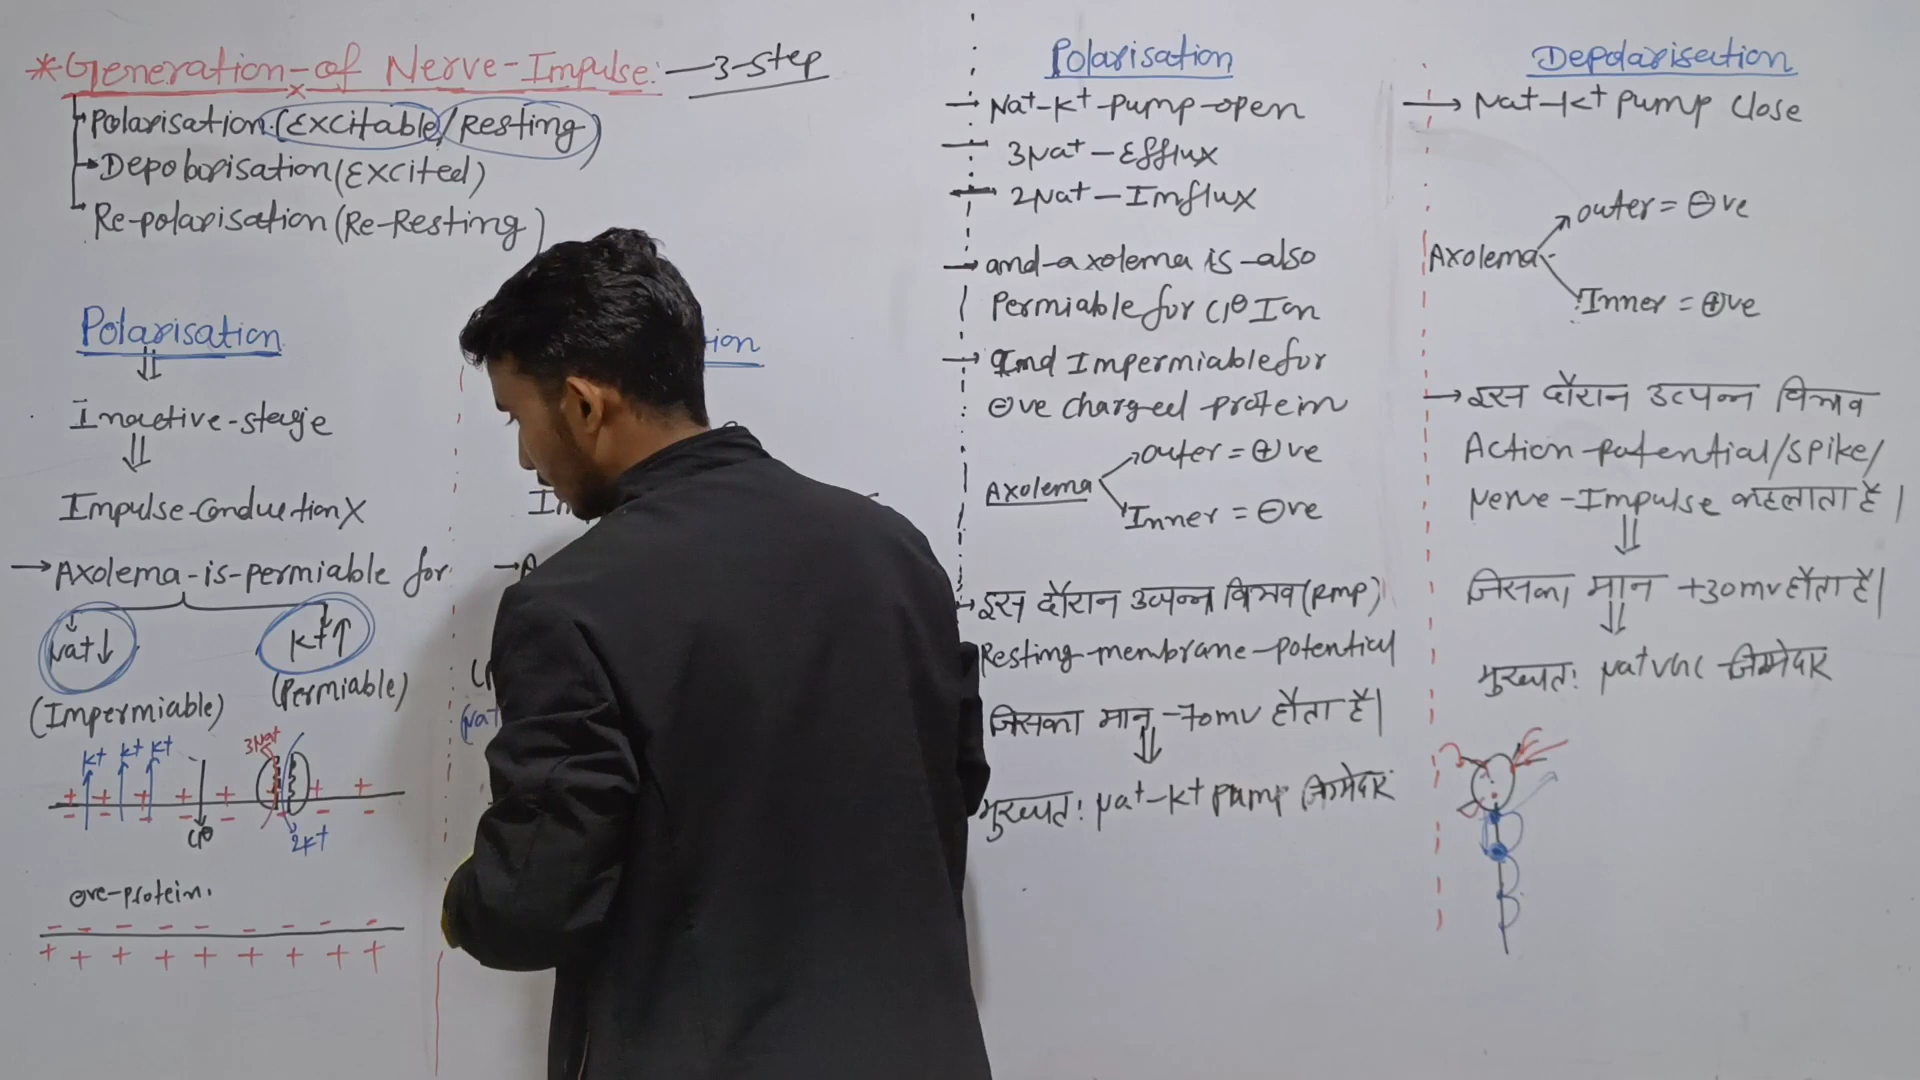 *Generation-of Nerve-Impulse:-3-Step
Polarisation.(Excitable/Resting)
Depoborisation(Excited)
Re-polarisation(Re-Resting)
Polarisation
Inactive-stage
Impulse-ConductionX
→Axolema-is-permiable for
Na+↓ K+↑
(Impermiable) (Permiable)
K+ K+ K+ 3Na+
+ + + + + +
Cl⊖ 2K+
⊖ve-protein.
- - - - - - - - -
+ + + + + + + + +
ion
→A
Polarisation
→Na+-K+-pump-open
3Na+-Efflux
2Na+-Influx
→and-axolema is-also
Permiable for Cl⊖ Ion
→and Impermiable for
⊖ve charged protein
Axolema
outer=⊕ve
Inner=⊖ve
→इस दौरान उत्पन्न विभव(RMP)
Resting-membrane-potential
जिसका मान -70mv होता है|
मुख्यतः Na+-K+ pump जिम्मेदार
Depolarisation
→Na+-K+ pump close
Axolema
outer=⊖ve
Inner=⊕ve
→इस दौरान उत्पन्न विभव
Action-potential/spike/
Nerve-Impulse कहलाता है|
जिसका मान +30mv होता है|
मुख्यतः Na+VGC जिम्मेदार